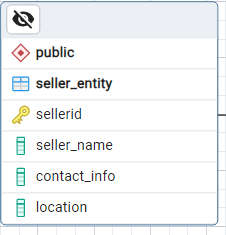 public
seller_entity
sellerid
seller_name
contact_info
location